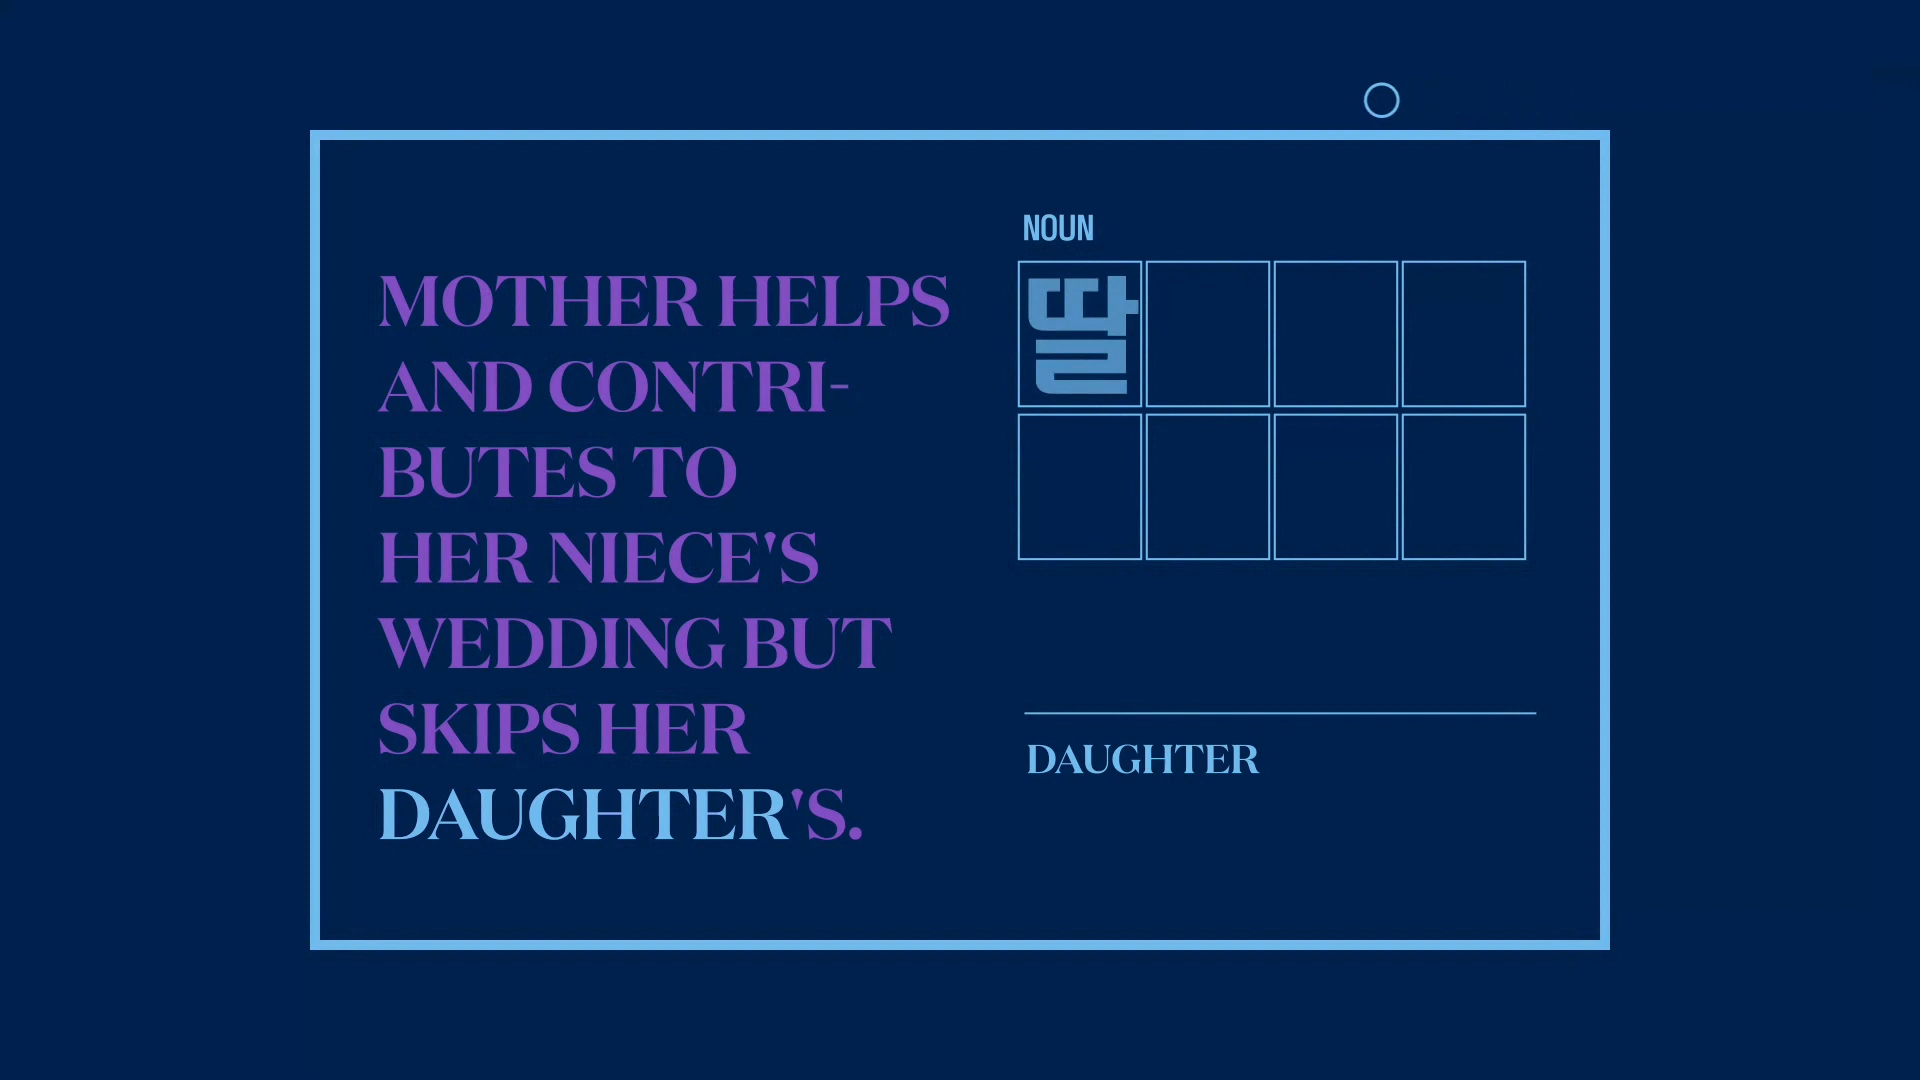 MOTHER HELPS
AND CONTRI-
BUTES TO
HER NIECE'S
WEDDING BUT
SKIPS HER
DAUGHTER'S.
NOUN
딸
DAUGHTER